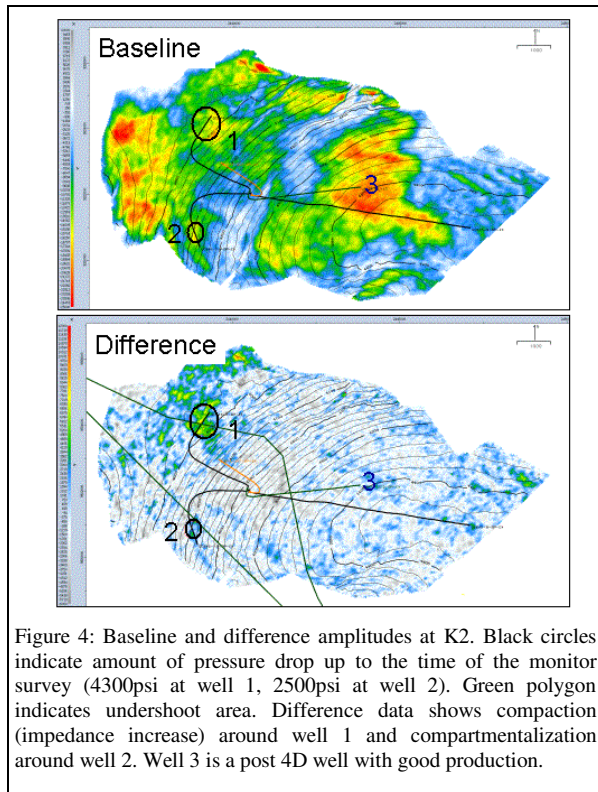 Baseline
1
3
2
Difference
1
3
2
Figure 4: Baseline and difference amplitudes at K2. Black circles
indicate amount of pressure drop up to the time of the monitor
survey (4300psi at well 1, 2500psi at well 2). Green polygon
indicates undershoot area. Difference data shows compaction
(impedance increase) around well 1 and compartmentalization
around well 2. Well 3 is a post 4D well with good production.